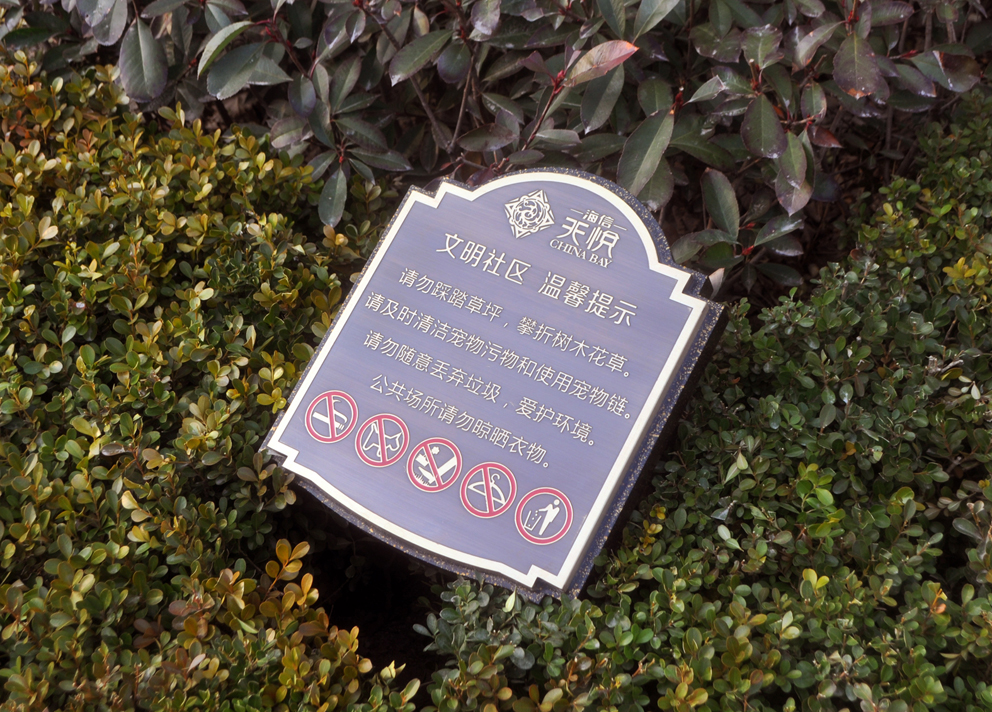 海信
天悦
CHINA BAY
文明社区 温馨提示
请勿踩踏草坪，攀折树木花草。
请及时清洁宠物污物和使用宠物链。
请勿随意丢弃垃圾，爱护环境。
公共场所请勿晾晒衣物。